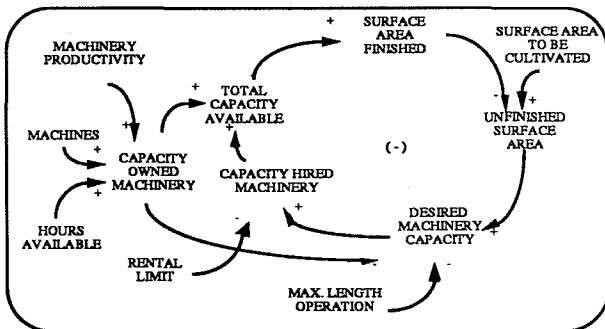 MACHINERY
PRODUCTIVITY
+
SURFACE
AREA
FINISHED
SURFACE AREA
TO BE
CULTIVATED
+
TOTAL
CAPACITY
AVAILABLE
+
- +
UNFINISHED
SURFACE
AREA
+
MACHINES
+
+
CAPACITY
OWNED
MACHINERY
CAPACITY HIRED
MACHINERY
(-)
HOURS
AVAILABLE
-
+
DESIRED
MACHINERY
CAPACITY
+
RENTAL
LIMIT
-
-
MAX. LENGTH
OPERATION